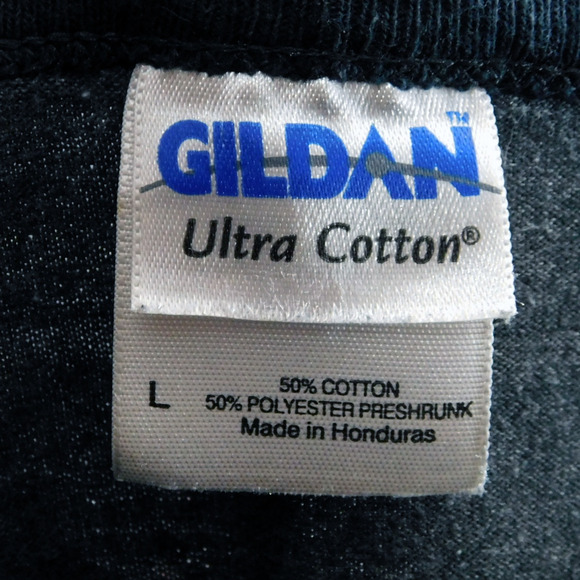 GILDAN™
Ultra Cotton®
L
50% COTTON
50% POLYESTER PRESHRUNK
Made in Honduras